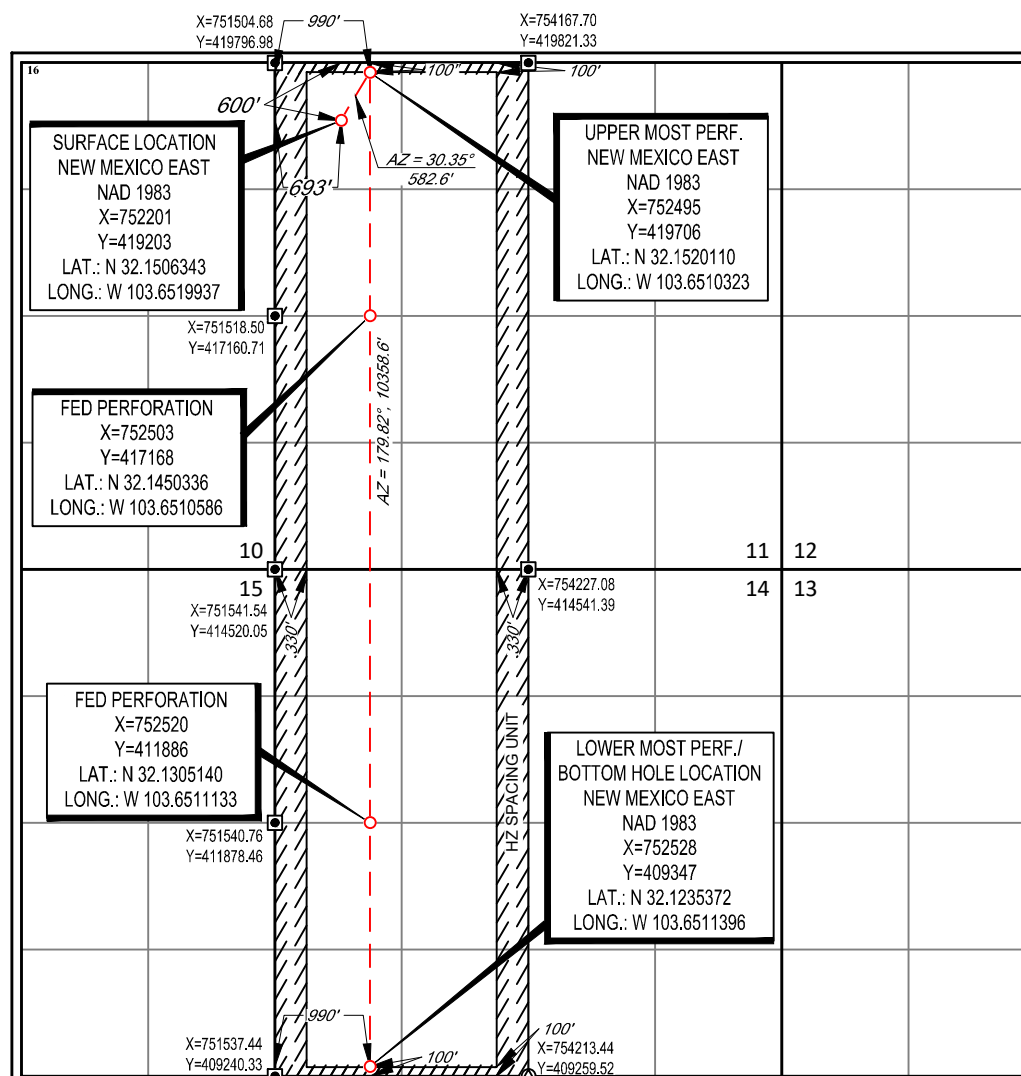 X=751504.68
Y=419796.98
990'
X=754167.70
Y=419821.33
16
100"
100'
600'
693'
AZ = 30.35°
582.6'
SURFACE LOCATION
NEW MEXICO EAST
NAD 1983
X=752201
Y=419203
LAT.: N 32.1506343
LONG.: W 103.6519937
UPPER MOST PERF.
NEW MEXICO EAST
NAD 1983
X=752495
Y=419706
LAT.: N 32.1520110
LONG.: W 103.6510323
X=751518.50
Y=417160.71
AZ = 179.82°, 10358.6'
FED PERFORATION
X=752503
Y=417168
LAT.: N 32.1450336
LONG.: W 103.6510586
10
11
12
15
14
13
X=751541.54
Y=414520.05
330'
330'
X=754227.08
Y=414541.39
FED PERFORATION
X=752520
Y=411886
LAT.: N 32.1305140
LONG.: W 103.6511133
HZ SPACING UNIT
X=751540.76
Y=411878.46
LOWER MOST PERF./
BOTTOM HOLE LOCATION
NEW MEXICO EAST
NAD 1983
X=752528
Y=409347
LAT.: N 32.1235372
LONG.: W 103.6511396
X=751537.44
Y=409240.33
990'
100'
100'
X=754213.44
Y=409259.52